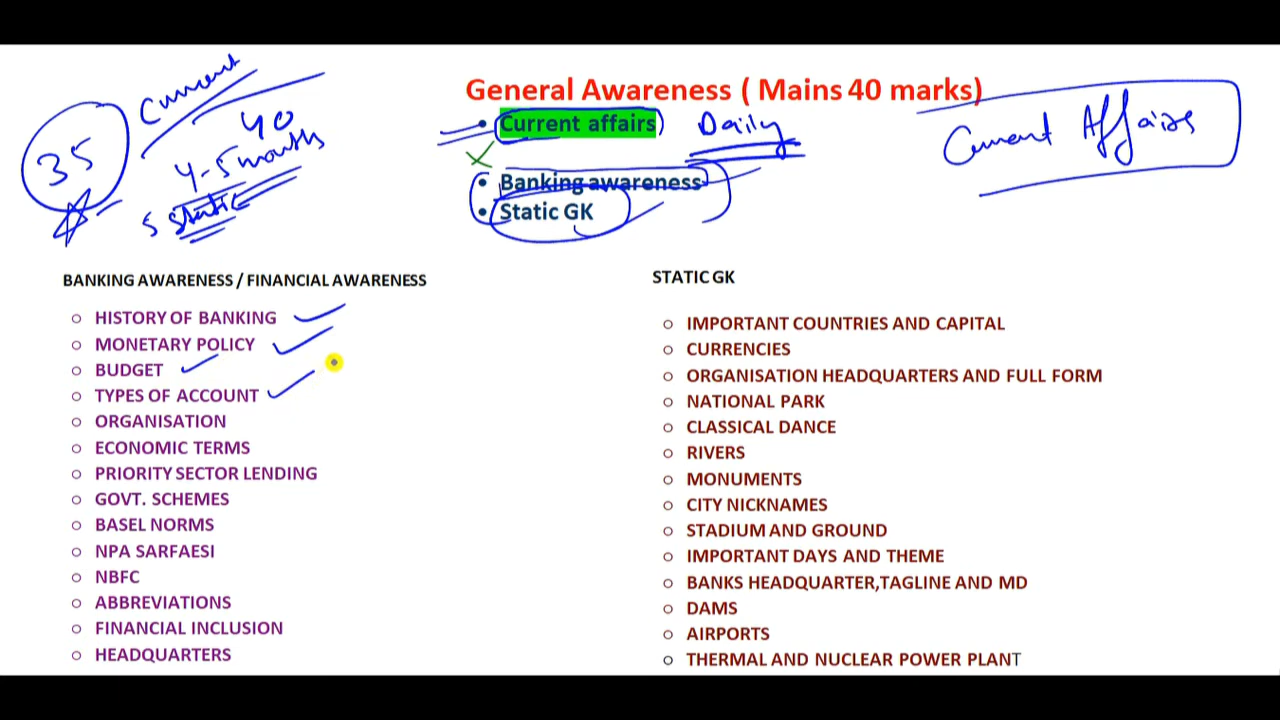 General Awareness ( Mains 40 marks)
• Current affairs
Daily
Current Affairs
• Banking awareness
• Static GK
Current
35
40
4-5 months
5 static
BANKING AWARENESS / FINANCIAL AWARENESS
○ HISTORY OF BANKING
○ MONETARY POLICY
○ BUDGET
○ TYPES OF ACCOUNT
○ ORGANISATION
○ ECONOMIC TERMS
○ PRIORITY SECTOR LENDING
○ GOVT. SCHEMES
○ BASEL NORMS
○ NPA SARFAESI
○ NBFC
○ ABBREVIATIONS
○ FINANCIAL INCLUSION
○ HEADQUARTERS
STATIC GK
○ IMPORTANT COUNTRIES AND CAPITAL
○ CURRENCIES
○ ORGANISATION HEADQUARTERS AND FULL FORM
○ NATIONAL PARK
○ CLASSICAL DANCE
○ RIVERS
○ MONUMENTS
○ CITY NICKNAMES
○ STADIUM AND GROUND
○ IMPORTANT DAYS AND THEME
○ BANKS HEADQUARTER,TAGLINE AND MD
○ DAMS
○ AIRPORTS
○ THERMAL AND NUCLEAR POWER PLANT